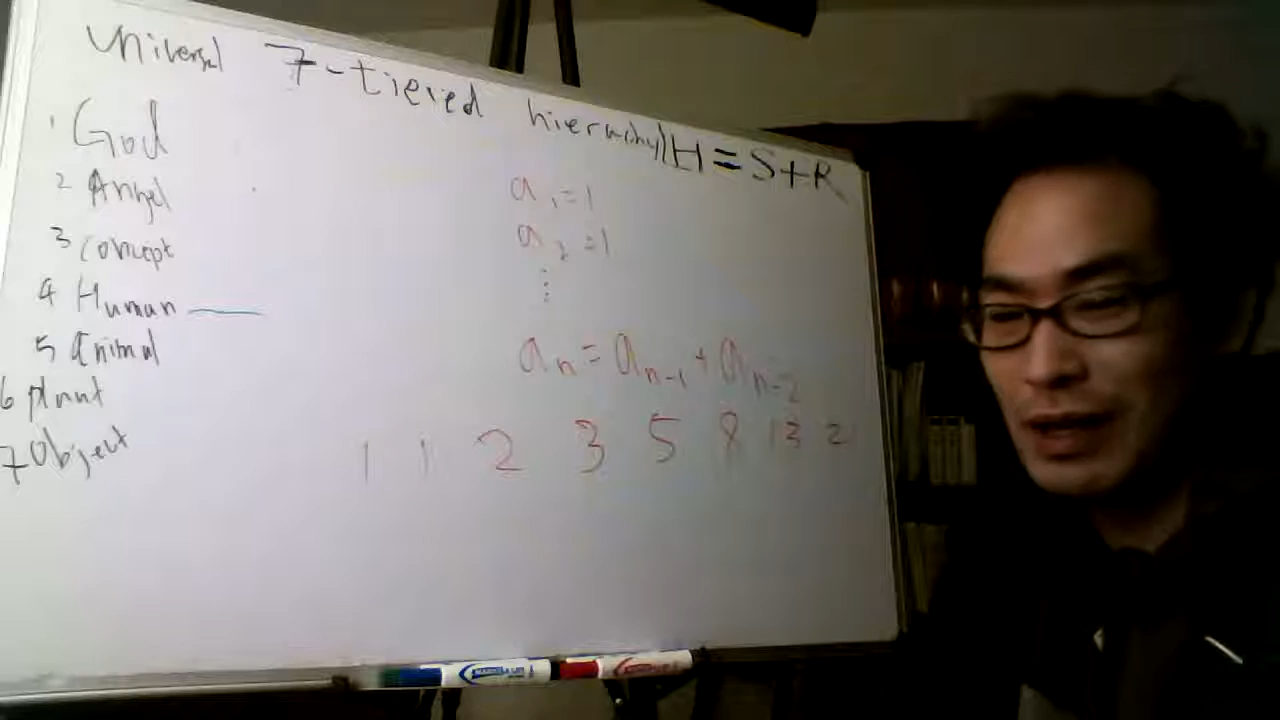 Universal 7-tiered hierarchy H=S+R
1 God
2 Angel
3 Concept
4 Human
5 Animal
6 plant
7 Object
a₁=1
a₂=1
⋮
aₙ=aₙ₋₁+aₙ₋₂
1 1 2 3 5 8 13 21